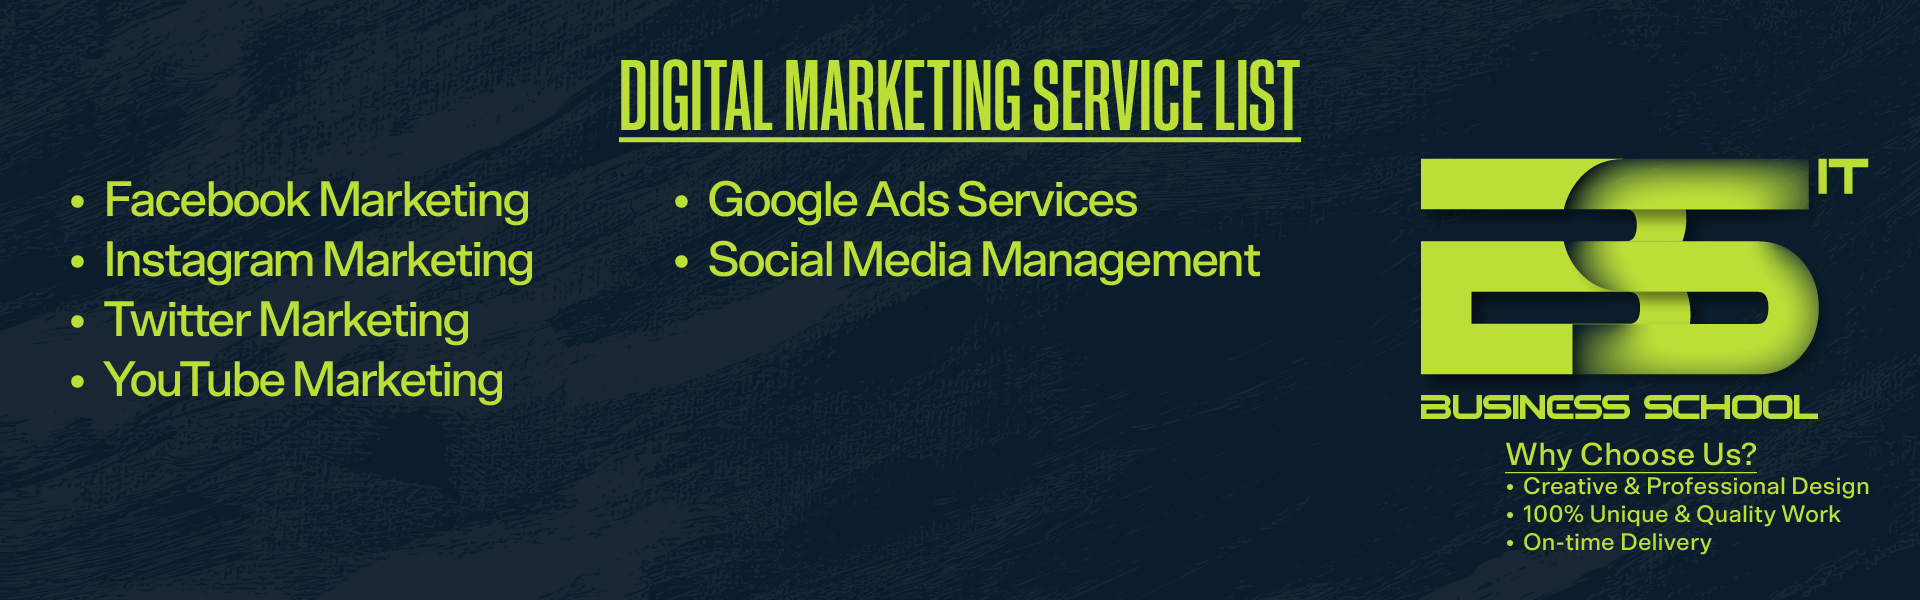 DIGITAL MARKETING SERVICE LIST
• Facebook Marketing
• Instagram Marketing
• Twitter Marketing
• YouTube Marketing
• Google Ads Services
• Social Media Management
IT
BUSINESS SCHOOL
Why Choose Us?
• Creative & Professional Design
• 100% Unique & Quality Work
• On-time Delivery